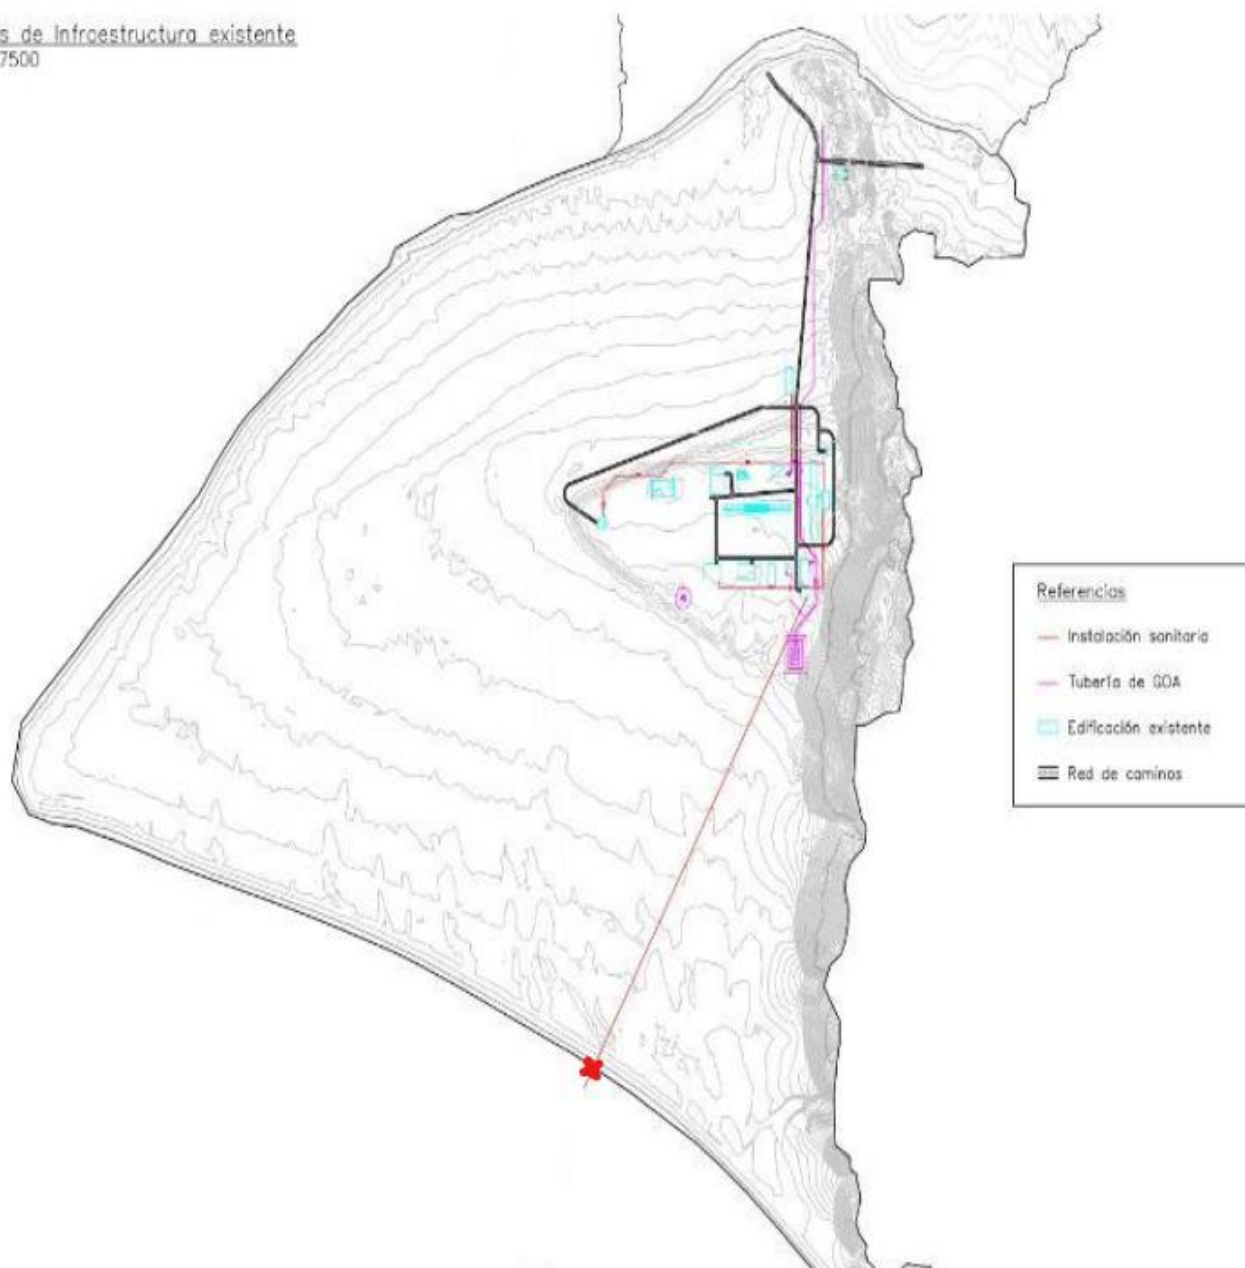 s de Infraestructura existente
7500
Referencias
Instalación sanitaria
Tubería de GOA
Edificación existente
Red de caminos